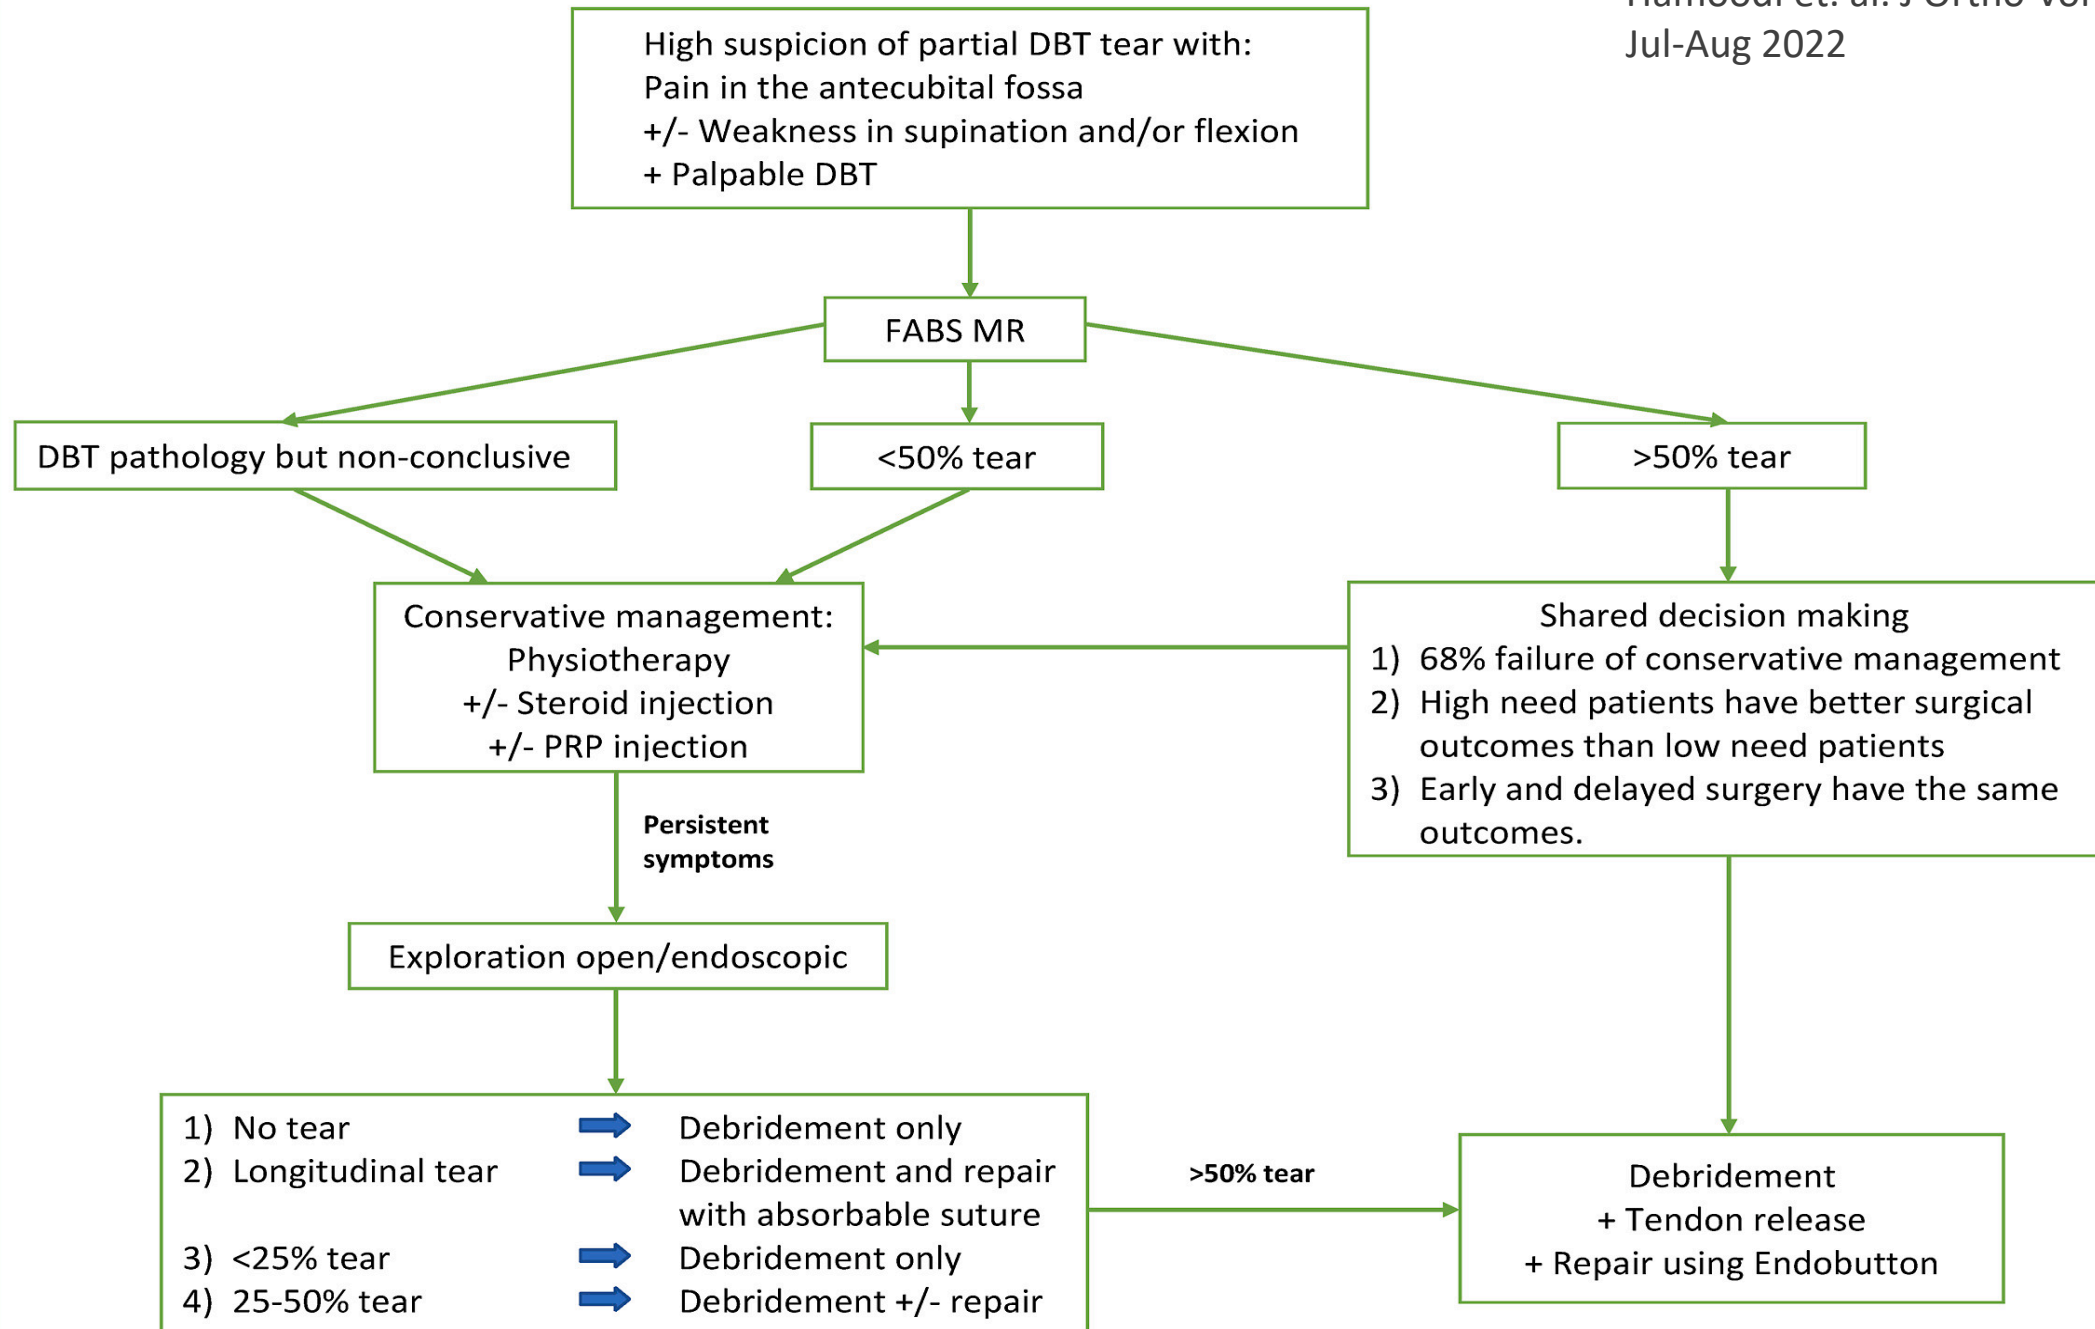 Hamoodi et. al. J Ortho
Jul-Aug 2022
High suspicion of partial DBT tear with:
Pain in the antecubital fossa
+/- Weakness in supination and/or flexion
+ Palpable DBT
FABS MR
DBT pathology but non-conclusive
<50% tear
>50% tear
Conservative management:
Physiotherapy
+/- Steroid injection
+/- PRP injection
Shared decision making
1) 68% failure of conservative management
2) High need patients have better surgical
outcomes than low need patients
3) Early and delayed surgery have the same
outcomes.
Persistent
symptoms
Exploration open/endoscopic
1) No tear Debridement only
2) Longitudinal tear Debridement and repair
with absorbable suture
3) <25% tear Debridement only
4) 25-50% tear Debridement +/- repair
>50% tear
Debridement
+ Tendon release
+ Repair using Endobutton